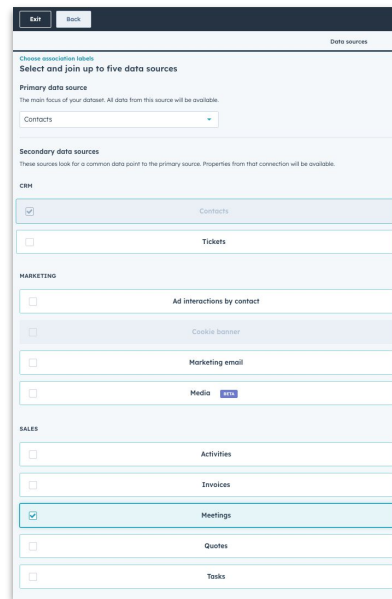 Exit Back
Data sources
Choose association labels
Select and join up to five data sources
Primary data source
The main focus of your dataset. All data from this source will be available.
Contacts
Secondary data sources
These sources look for a common data point to the primary source. Properties from that connection will be available.
CRM
Contacts
Tickets
MARKETING
Ad interactions by contact
Cookie banner
Marketing email
Media BETA
SALES
Activities
Invoices
Meetings
Quotes
Tasks